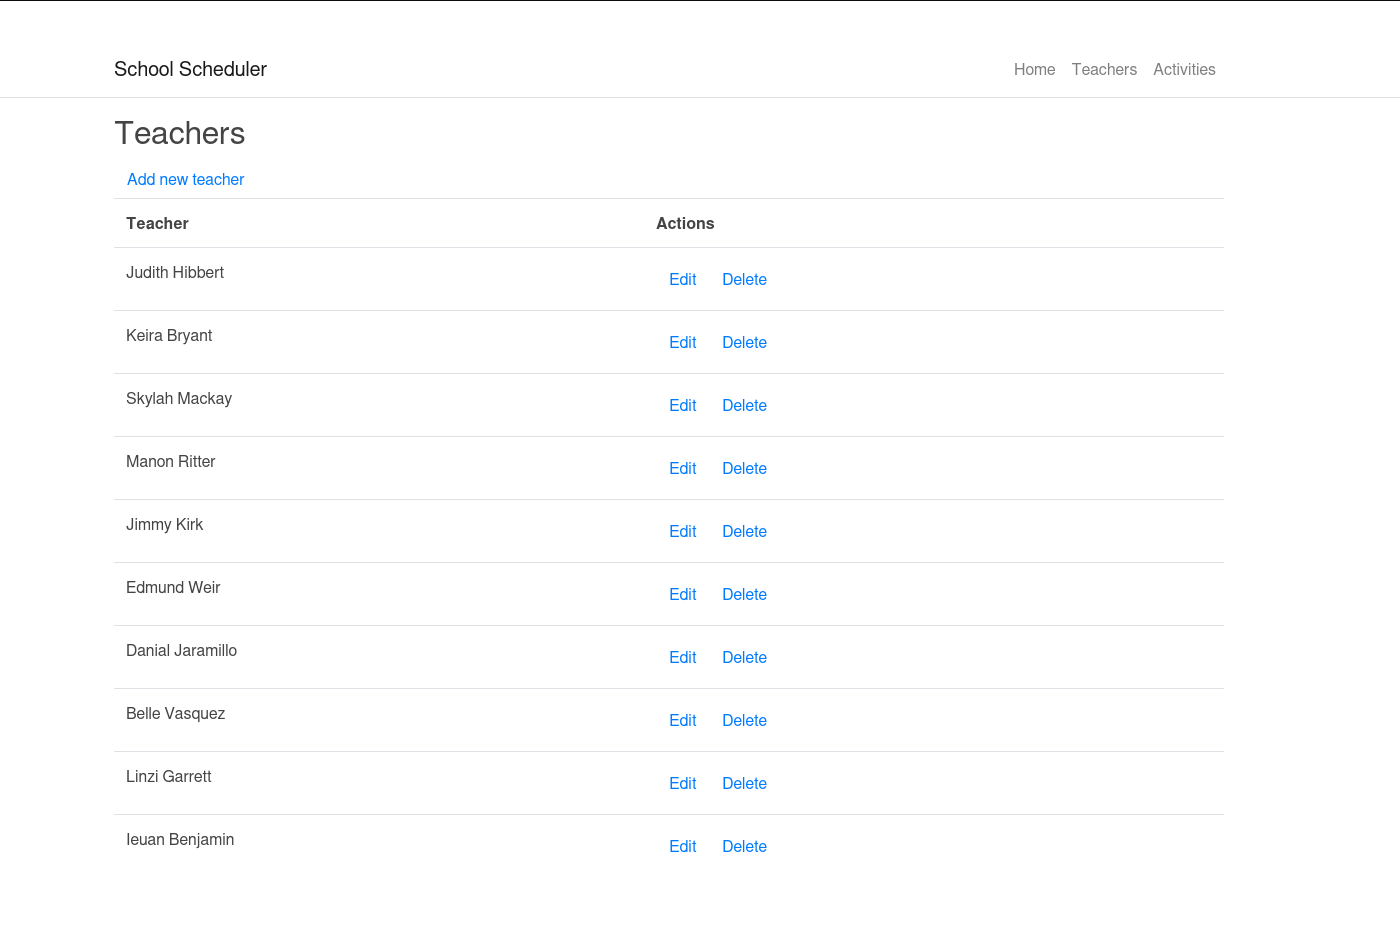 School Scheduler Home Teachers Activities
Teachers
Add new teacher
Teacher Actions
Judith Hibbert Edit Delete
Keira Bryant Edit Delete
Skylah Mackay Edit Delete
Manon Ritter Edit Delete
Jimmy Kirk Edit Delete
Edmund Weir Edit Delete
Danial Jaramillo Edit Delete
Belle Vasquez Edit Delete
Linzi Garrett Edit Delete
Ieuan Benjamin Edit Delete